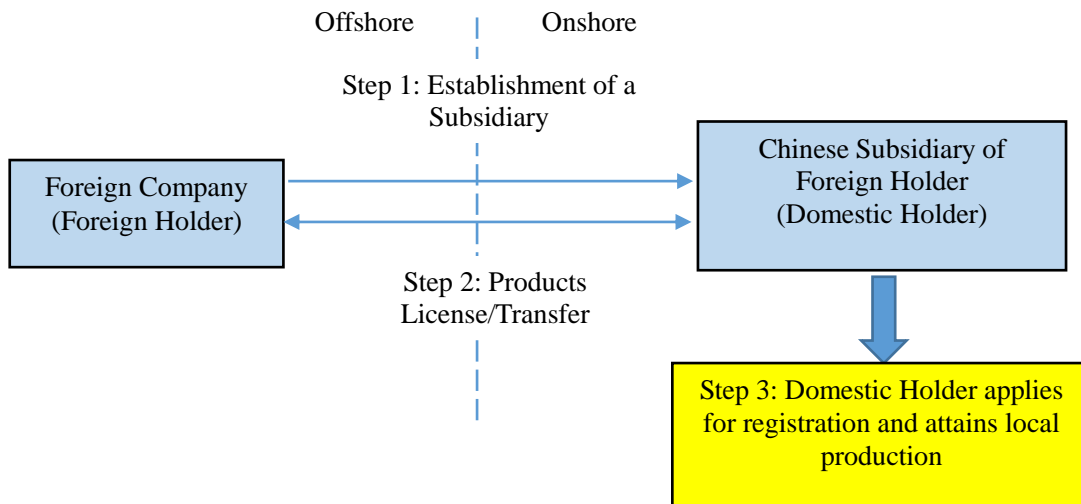 Offshore
Onshore
Step 1: Establishment of a
Subsidiary
Foreign Company
(Foreign Holder)
Chinese Subsidiary of
Foreign Holder
(Domestic Holder)
Step 2: Products
License/Transfer
Step 3: Domestic Holder applies
for registration and attains local
production